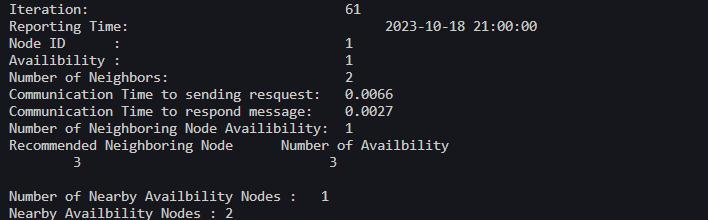 Iteration: 61
Reporting Time: 2023-10-18 21:00:00
Node ID : 1
Availibility : 1
Number of Neighbors: 2
Communication Time to sending resquest: 0.0066
Communication Time to respond message: 0.0027
Number of Neighboring Node Availibility: 1
Recommended Neighboring Node Number of Availbility
3 3
Number of Nearby Availbility Nodes : 1
Nearby Availbility Nodes : 2